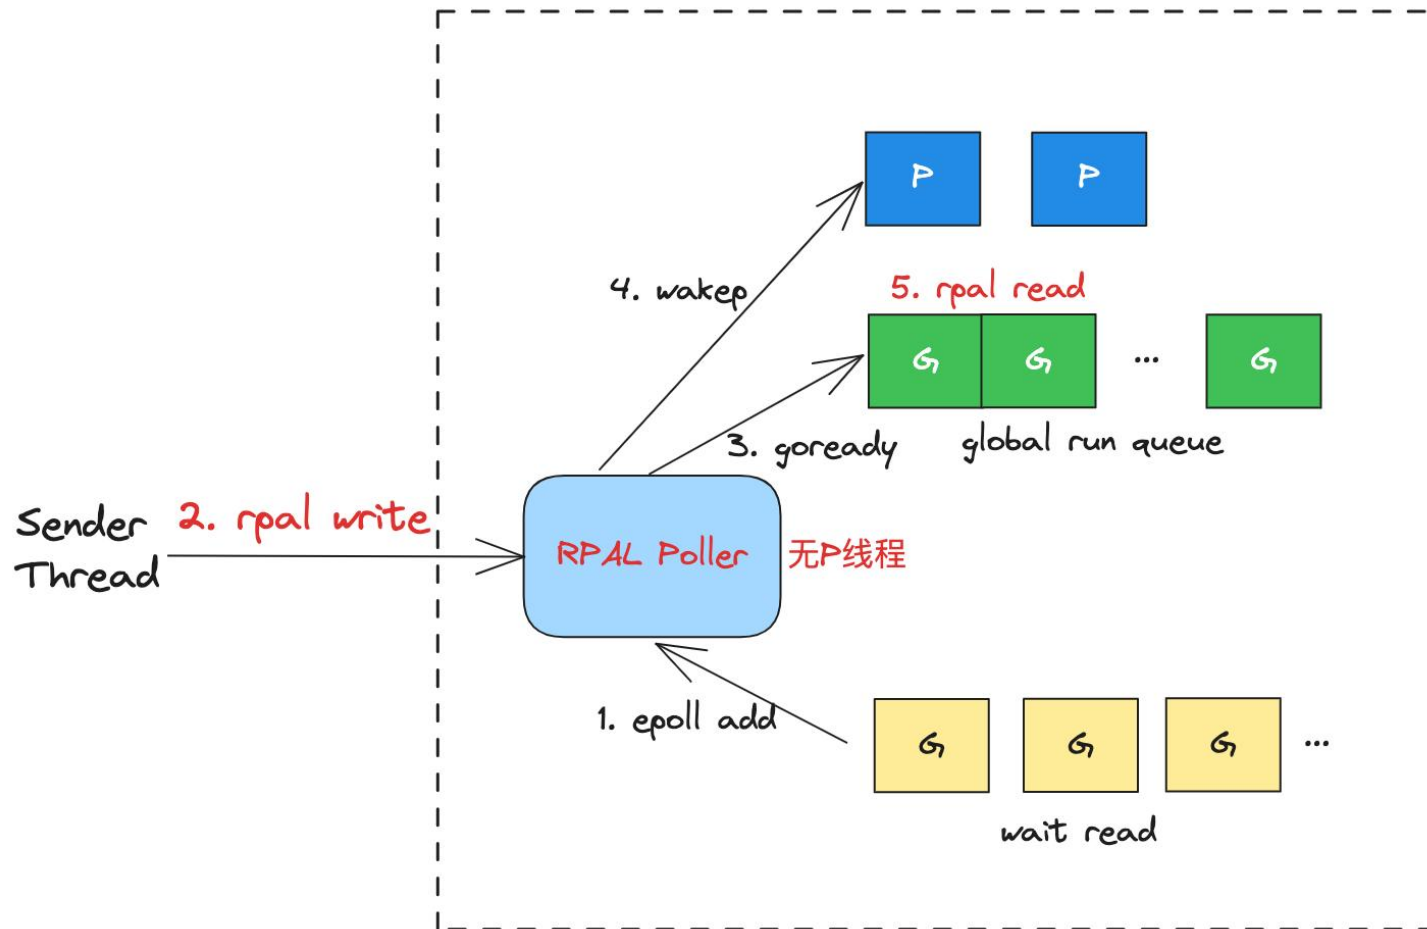 P
P
4. wakep
5. rpal read
G
G
...
G
3. goready
global run queue
Sender
Thread
2. rpal write
RPAL Poller
无P线程
1. epoll add
G
G
G
...
wait read